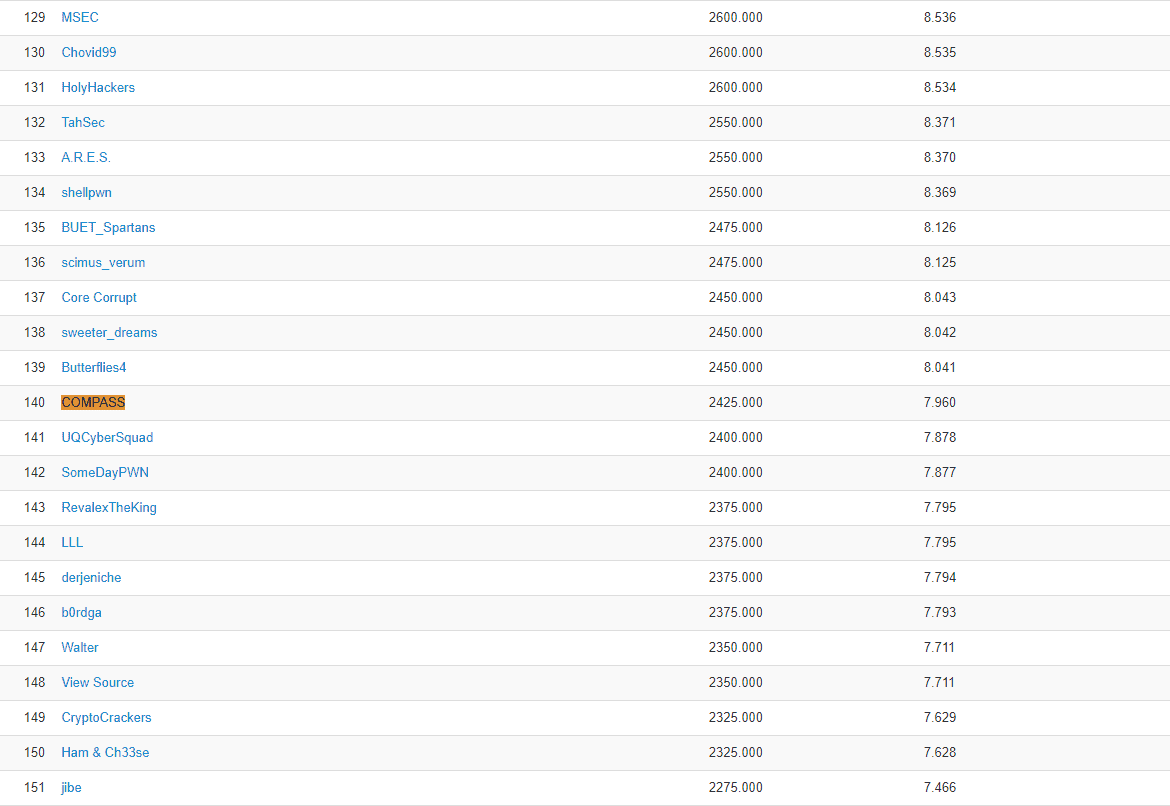 129 MSEC 2600.000 8.536
130 Chovid99 2600.000 8.535
131 HolyHackers 2600.000 8.534
132 TahSec 2550.000 8.371
133 A.R.E.S. 2550.000 8.370
134 shellpwn 2550.000 8.369
135 BUET_Spartans 2475.000 8.126
136 scimus_verum 2475.000 8.125
137 Core Corrupt 2450.000 8.043
138 sweeter_dreams 2450.000 8.042
139 Butterflies4 2450.000 8.041
140 COMPASS 2425.000 7.960
141 UQCyberSquad 2400.000 7.878
142 SomeDayPWN 2400.000 7.877
143 RevalexTheKing 2375.000 7.795
144 LLL 2375.000 7.795
145 derjeniche 2375.000 7.794
146 b0rdga 2375.000 7.793
147 Walter 2350.000 7.711
148 View Source 2350.000 7.711
149 CryptoCrackers 2325.000 7.629
150 Ham & Ch33se 2325.000 7.628
151 jibe 2275.000 7.466